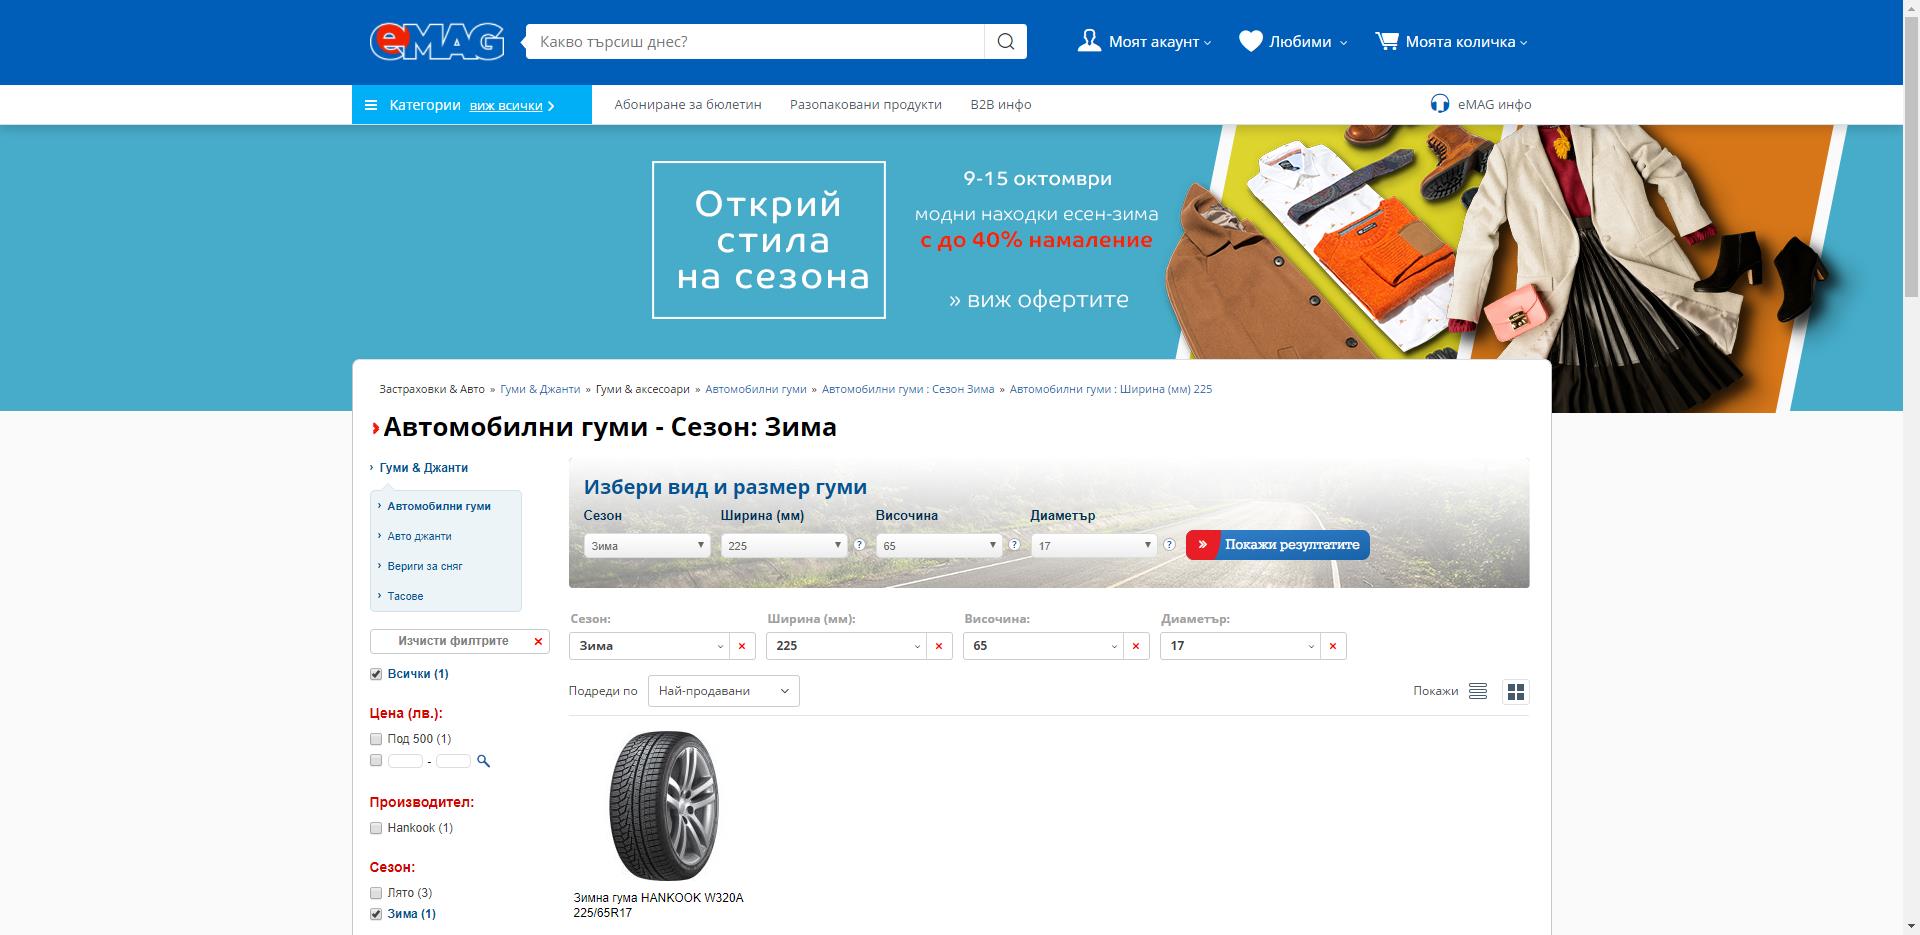 eMAG
Какво търсиш днес?
Моят акаунт
Любими
Моята количка
Категории виж всички
Абониране за бюлетин
Разопаковани продукти
B2B инфо
eMAG инфо
Открий
стила
на сезона
9-15 октомври
модни находки есен-зима
с до 40% намаление
» виж офертите
Застраховки & Авто » Гуми & Джанти » Гуми & аксесоари » Автомобилни гуми » Автомобилни гуми : Сезон Зима » Автомобилни гуми : Ширина (мм) 225
Автомобилни гуми - Сезон: Зима
Гуми & Джанти
Автомобилни гуми
Авто джанти
Вериги за сняг
Тасове
Изчисти филтрите ×
Всички (1)
Цена (лв.):
Под 500 (1)
-
Производител:
Hankook (1)
Сезон:
Лято (3)
Зима (1)
Избери вид и размер гуми
Сезон Ширина (мм) Височина Диаметър
Зима 225 ? 65 ? 17 ? » Покажи резултатите
Сезон: Ширина (мм): Височина: Диаметър:
Зима × 225 × 65 × 17 ×
Подреди по Най-продавани
Покажи
Зимна гума HANKOOK W320A
225/65R17